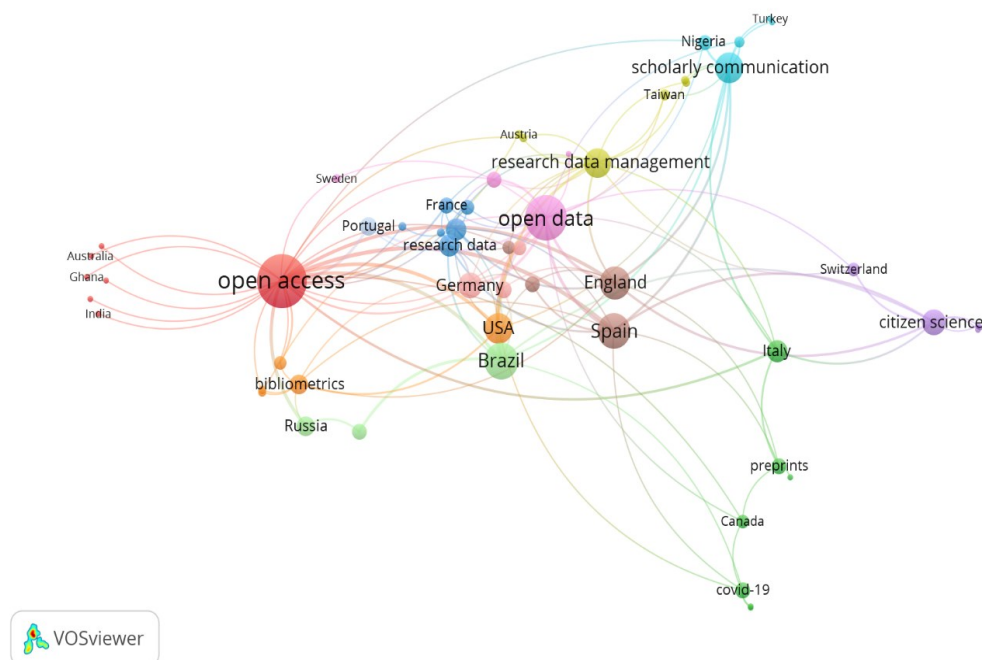 Turkey
Nigeria
scholarly communication
Taiwan
Austria
research data management
Sweden
France
Portugal
open data
research data
Australia
Ghana
India
open access
Germany
England
Switzerland
USA
Spain
citizen science
Brazil
Italy
bibliometrics
Russia
preprints
Canada
covid-19
VOSviewer